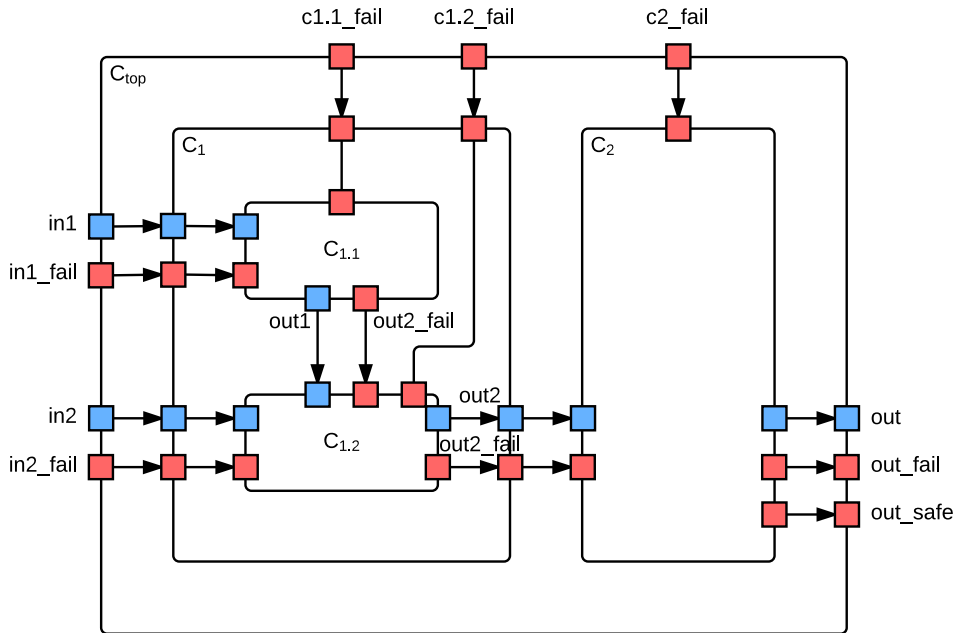 c1.1_fail
c1.2_fail
c2_fail
Ctop
C1
C2
in1
C1.1
in1_fail
out1
out2_fail
out2
in2
out
C1.2
out2_fail
in2_fail
out_fail
out_safe